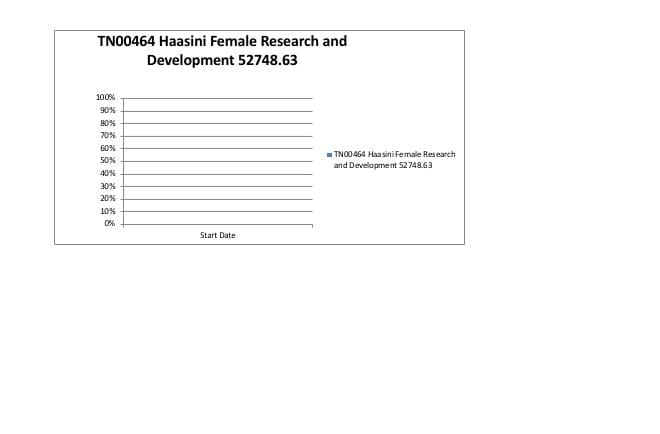 TN00464 Haasini Female Research and
Development 52748.63
100%
90%
80%
70%
60%
50%
40%
30%
20%
10%
0%
Start Date
TN00464 Haasini Female Research
and Development 52748.63